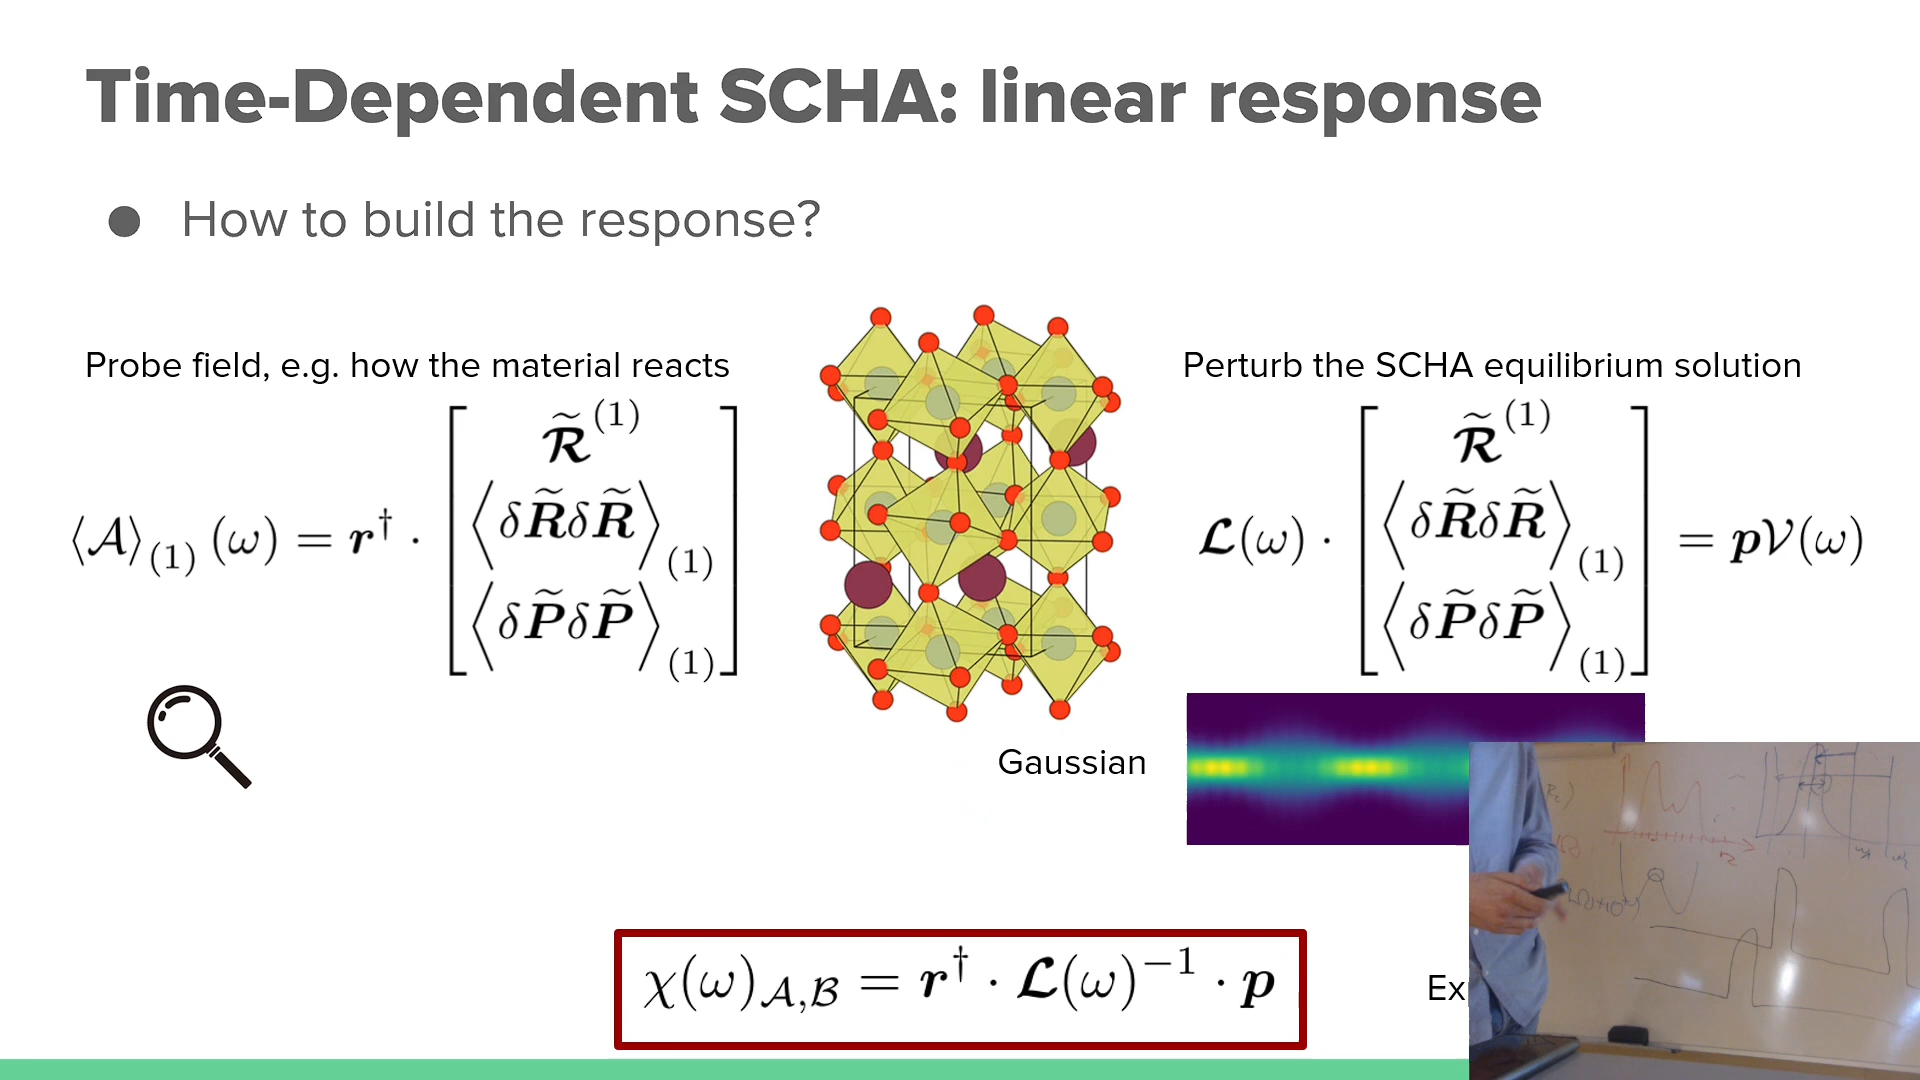 Time-Dependent SCHA: linear response
● How to build the response?
Probe field, e.g. how the material reacts
⟨𝒜⟩₍₁₎ (ω) = r† · [ R̃⁽¹⁾ ⟨δR̃δR̃⟩₍₁₎ ⟨δP̃δP̃⟩₍₁₎ ]
Perturb the SCHA equilibrium solution
ℒ(ω) · [ R̃⁽¹⁾ ⟨δR̃δR̃⟩₍₁₎ ⟨δP̃δP̃⟩₍₁₎ ] = p𝒱(ω)
Gaussian
χ(ω)𝒜,ℬ = r† · ℒ(ω)⁻¹ · p
Ex